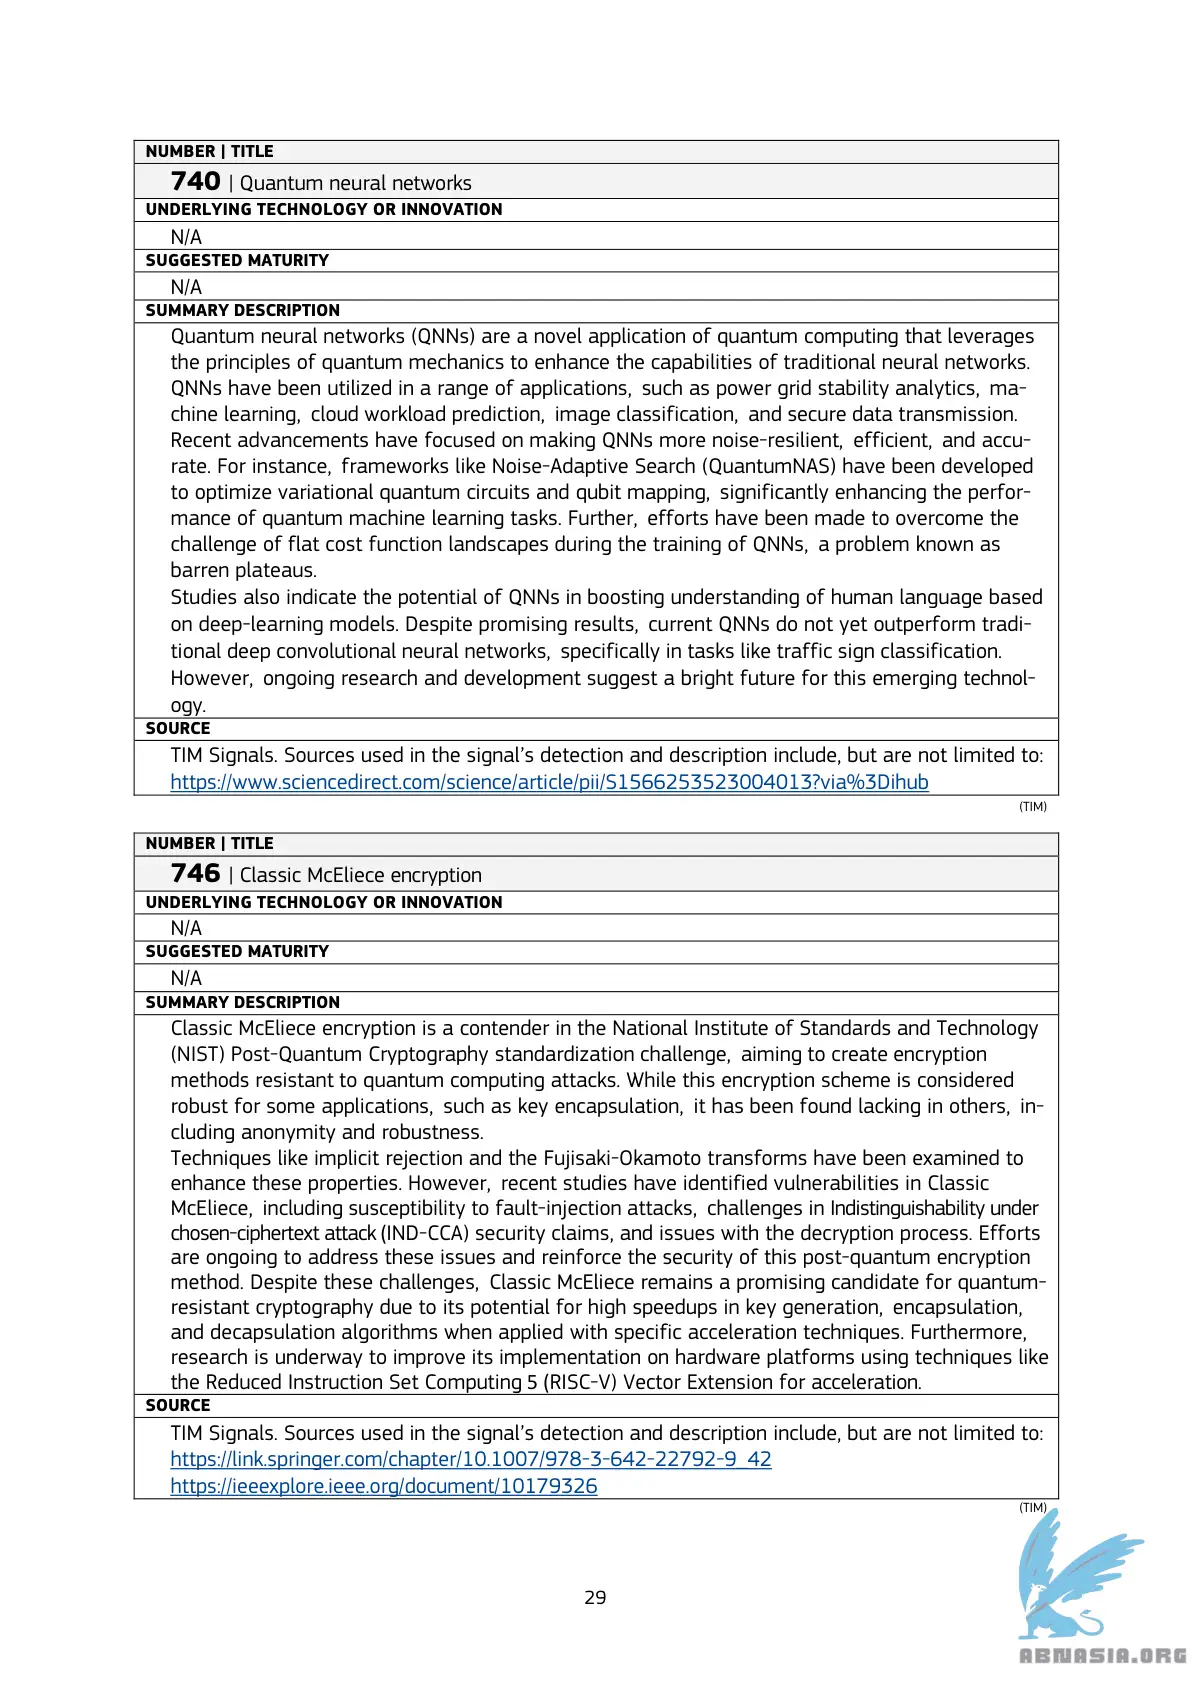 NUMBER | TITLE
740 | Quantum neural networks
UNDERLYING TECHNOLOGY OR INNOVATION
N/A
SUGGESTED MATURITY
N/A
SUMMARY DESCRIPTION
Quantum neural networks (QNNs) are a novel application of quantum computing that leverages
the principles of quantum mechanics to enhance the capabilities of traditional neural networks.
QNNs have been utilized in a range of applications, such as power grid stability analytics, ma-
chine learning, cloud workload prediction, image classification, and secure data transmission.
Recent advancements have focused on making QNNs more noise-resilient, efficient, and accu-
rate. For instance, frameworks like Noise-Adaptive Search (QuantumNAS) have been developed
to optimize variational quantum circuits and qubit mapping, significantly enhancing the perfor-
mance of quantum machine learning tasks. Further, efforts have been made to overcome the
challenge of flat cost function landscapes during the training of QNNs, a problem known as
barren plateaus.
Studies also indicate the potential of QNNs in boosting understanding of human language based
on deep-learning models. Despite promising results, current QNNs do not yet outperform tradi-
tional deep convolutional neural networks, specifically in tasks like traffic sign classification.
However, ongoing research and development suggest a bright future for this emerging technol-
ogy.
SOURCE
TIM Signals. Sources used in the signal's detection and description include, but are not limited to:
https://www.sciencedirect.com/science/article/pii/S1566253523004013?via%3Dihub
(TIM)
NUMBER | TITLE
746 | Classic McEliece encryption
UNDERLYING TECHNOLOGY OR INNOVATION
N/A
SUGGESTED MATURITY
N/A
SUMMARY DESCRIPTION
Classic McEliece encryption is a contender in the National Institute of Standards and Technology
(NIST) Post-Quantum Cryptography standardization challenge, aiming to create encryption
methods resistant to quantum computing attacks. While this encryption scheme is considered
robust for some applications, such as key encapsulation, it has been found lacking in others, in-
cluding anonymity and robustness.
Techniques like implicit rejection and the Fujisaki-Okamoto transforms have been examined to
enhance these properties. However, recent studies have identified vulnerabilities in Classic
McEliece, including susceptibility to fault-injection attacks, challenges in Indistinguishability under
chosen-ciphertext attack (IND-CCA) security claims, and issues with the decryption process. Efforts
are ongoing to address these issues and reinforce the security of this post-quantum encryption
method. Despite these challenges, Classic McEliece remains a promising candidate for quantum-
resistant cryptography due to its potential for high speedups in key generation, encapsulation,
and decapsulation algorithms when applied with specific acceleration techniques. Furthermore,
research is underway to improve its implementation on hardware platforms using techniques like
the Reduced Instruction Set Computing 5 (RISC-V) Vector Extension for acceleration.
SOURCE
TIM Signals. Sources used in the signal's detection and description include, but are not limited to:
https://link.springer.com/chapter/10.1007/978-3-642-22792-9_42
https://ieeexplore.ieee.org/document/10179326
(TIM)
29
ABNASIA.ORG